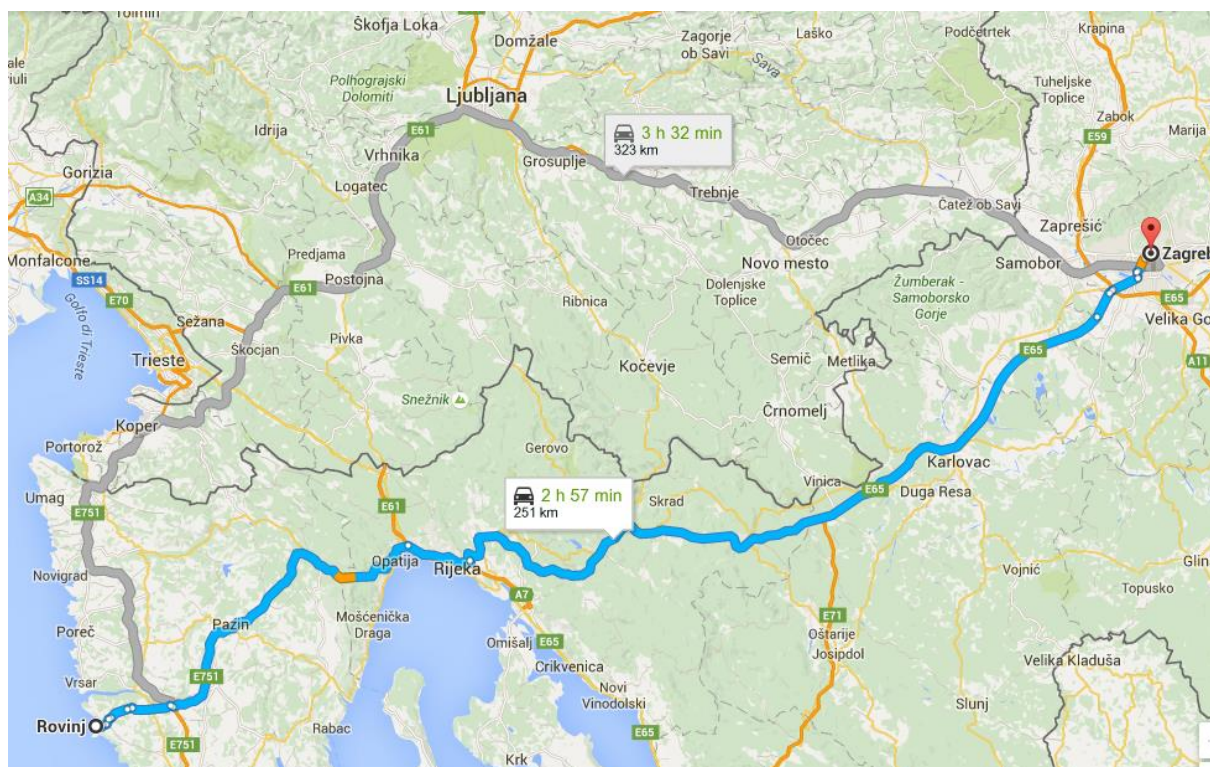 Tolmin
Škofja Loka
Domžale
Zagorje
ob Savi
Laško
Podčetrtek
Krapina
Sava
Tuheljske
Toplice
Polhograjski
Dolomiti
Ljubljana
Zabok
Idrija
E61
3 h 32 min
323 km
E59
Marija
Vrhnika
Grosuplje
Gorizia
Logatec
Trebnje
A34
Čatež ob Savi
Zaprešić
Predjama
Otočec
Monfalcone
Postojna
Novo mesto
Samobor
Zagreb
SS14
E61
Dolenjske
Toplice
Žumberak -
Samoborsko
Gorje
E70
Ribnica
E65
Golfo di Trieste
Sežana
Velika Go
Pivka
Škocjan
E65
Trieste
Kočevje
Semič
Metlika
A11
Snežnik
Črnomelj
Koper
Portorož
Gerovo
Karlovac
Umag
Vinica
E65
Duga Resa
2 h 57 min
251 km
Skrad
E751
E61
Opatija
Rijeka
Glin
Vojnić
Novigrad
Topusko
A7
Mošćenička
Draga
E71
Pazin
Poreč
Omišalj
E65
Oštarije
Josipdol
Velika Kladuša
Crikvenica
E751
Vrsar
Novi
Vinodolski
Slunj
Rovinj
Rabac
E65
E751
Krk